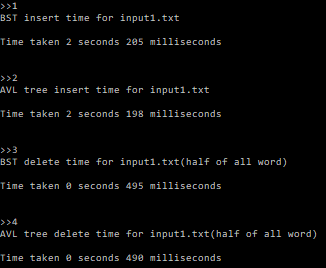 >>1
BST insert time for input1.txt
Time taken 2 seconds 205 milliseconds
>>2
AVL tree insert time for input1.txt
Time taken 2 seconds 198 milliseconds
>>3
BST delete time for input1.txt(half of all word)
Time taken 0 seconds 495 milliseconds
>>4
AVL tree delete time for input1.txt(half of all word)
Time taken 0 seconds 490 milliseconds